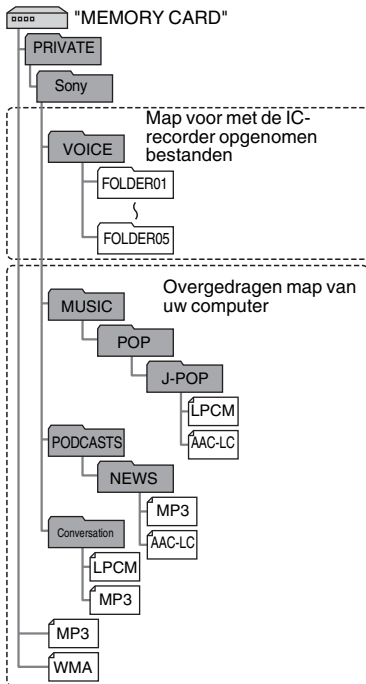 "MEMORY CARD"
PRIVATE
Sony
Map voor met de IC-
recorder opgenomen
bestanden
VOICE
FOLDER01
FOLDER05
Overgedragen map van
uw computer
MUSIC
POP
J-POP
LPCM
AAC-LC
PODCASTS
NEWS
MP3
AAC-LC
Conversation
LPCM
MP3
MP3
WMA